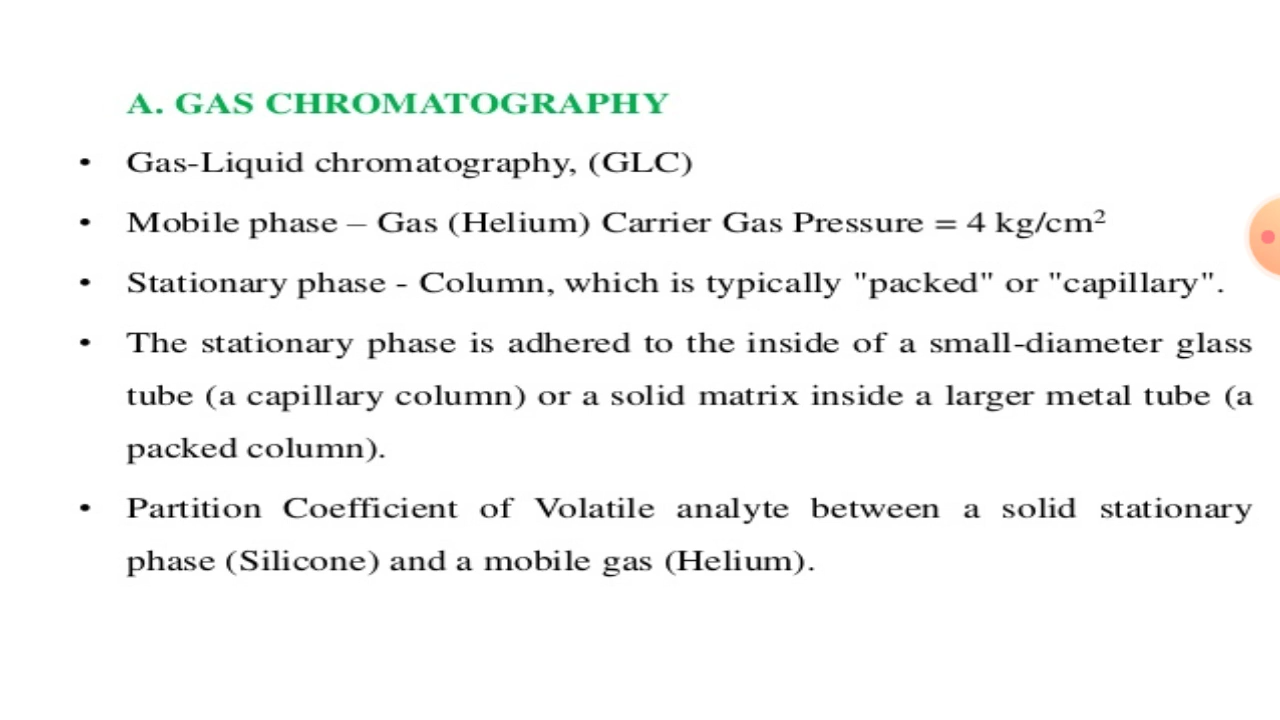 A. GAS CHROMATOGRAPHY
• Gas-Liquid chromatography, (GLC)
• Mobile phase – Gas (Helium) Carrier Gas Pressure = 4 kg/cm²
• Stationary phase - Column, which is typically "packed" or "capillary".
• The stationary phase is adhered to the inside of a small-diameter glass
tube (a capillary column) or a solid matrix inside a larger metal tube (a
packed column).
• Partition Coefficient of Volatile analyte between a solid stationary
phase (Silicone) and a mobile gas (Helium).